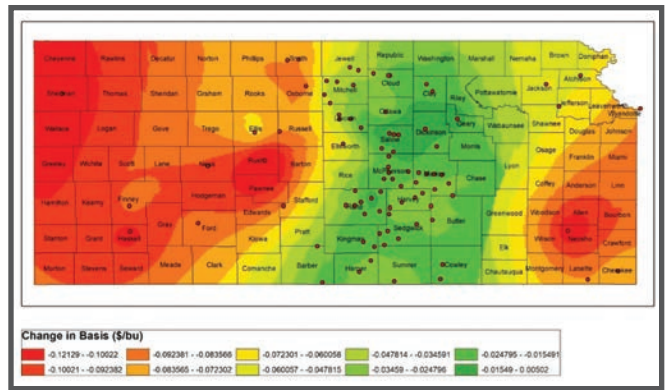 Cheyenne Rawlins Decatur Norton Phillips Smith Jewell Republic Washington Marshall Nemaha Brown Doniphan
Atchison
Sherman Thomas Sheridan Graham Rooks Osborne Mitchell Cloud Clay Riley Pottawatomie Jackson
Jefferson Leavenworth
Wyandotte
Ottawa
Wallace Logan Gove Trego Ellis Russell Dickinson Geary Wabaunsee Shawnee Douglas Johnson
Saline
Ellsworth Morris Osage Franklin Miami
Greeley Wichita Scott Lane Ness Rush Barton Rice McPherson Chase Lyon
Pawnee Coffey Anderson Linn
Hamilton Kearny Finney Hodgeman Stafford Harvey
Edwards Butler Greenwood Woodson Allen Bourbon
Gray Ford Pratt Sedgwick
Stanton Grant Haskell Kiowa Kingman Elk Wilson Neosho Crawford
Morton Stevens Seward Meade Clark Comanche Barber Harper Sumner Cowley Chautauqua Montgomery Labette Cherokee
Change in Basis ($/bu)
-0.12129 - -0.10022 -0.092381 - -0.083566 -0.072301 - -0.060058 -0.047814 - -0.034591 -0.024795 - -0.015491
-0.10021 - -0.092382 -0.083565 - -0.072302 -0.060057 - -0.047815 -0.03459 - -0.024796 -0.01549 - 0.00502